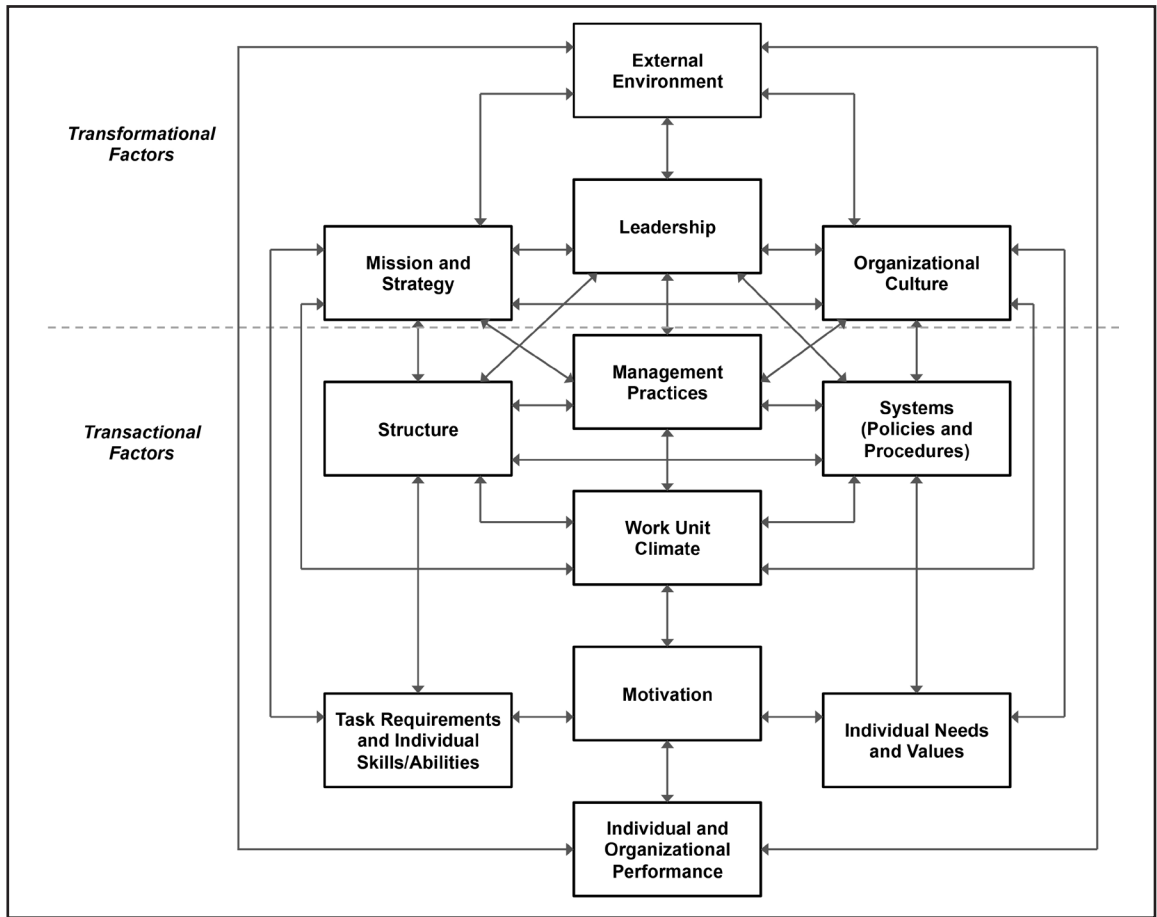 External
Environment
Transformational
Factors
Leadership
Mission and
Strategy
Organizational
Culture
Management
Practices
Structure
Systems
(Policies and
Procedures)
Transactional
Factors
Work Unit
Climate
Motivation
Task Requirements
and Individual
Skills/Abilities
Individual Needs
and Values
Individual and
Organizational
Performance